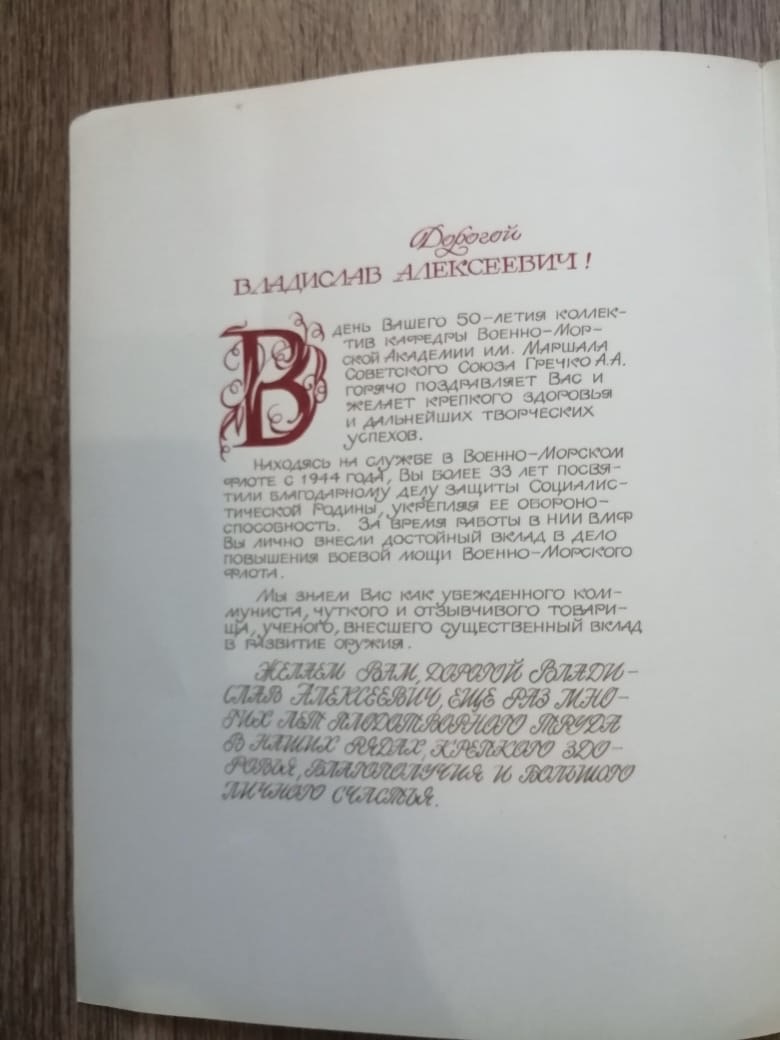 Дорогой
ВЛАДИСЛАВ АЛЕКСЕЕВИЧ!
В ДЕНЬ ВАШЕГО 50-ЛЕТИЯ КОЛЛЕК-
ТИВ КАФЕДРЫ ВОЕННО-МОР-
СКОЙ АКАДЕМИИ ИМ. МАРШАЛА
СОВЕТСКОГО СОЮЗА ГРЕЧКО А.А.
ГОРЯЧО ПОЗДРАВЛЯЕТ ВАС И
ЖЕЛАЕТ КРЕПКОГО ЗДОРОВЬЯ
И ДАЛЬНЕЙШИХ ТВОРЧЕСКИХ
УСПЕХОВ.
НАХОДЯСЬ НА СЛУЖБЕ В ВОЕННО-МОРСКОМ
ФЛОТЕ С 1944 ГОДА, ВЫ БОЛЕЕ 33 ЛЕТ ПОСВЯ-
ТИЛИ БЛАГОДАРНОМУ ДЕЛУ ЗАЩИТЫ СОЦИАЛИС-
ТИЧЕСКОЙ РОДИНЫ, УКРЕПЛЯЯ ЕЕ ОБОРОНО-
СПОСОБНОСТЬ. ЗА ВРЕМЯ РАБОТЫ В НИИ ВМФ
ВЫ ЛИЧНО ВНЕСЛИ ДОСТОЙНЫЙ ВКЛАД В ДЕЛО
ПОВЫШЕНИЯ БОЕВОЙ МОЩИ ВОЕННО-МОРСКОГО
ФЛОТА.
МЫ ЗНАЕМ ВАС КАК УБЕЖДЕННОГО КОМ-
МУНИСТА, ЧУТКОГО И ОТЗЫВЧИВОГО ТОВАРИ-
ЩА, УЧЕНОГО, ВНЕСШЕГО СУЩЕСТВЕННЫЙ ВКЛАД
В РАЗВИТИЕ ОРУЖИЯ.
ЖЕЛАЕМ ВАМ, ДОРОГОЙ ВЛАДИ-
СЛАВ АЛЕКСЕЕВИЧ, ЕЩЕ РАЗ МНО-
ГИХ ЛЕТ ПЛОДОТВОРНОГО ТРУДА
В НАШИХ РЯДАХ, КРЕПКОГО ЗДО-
РОВЬЯ, БЛАГОПОЛУЧИЯ И БОЛЬШОГО
ЛИЧНОГО СЧАСТЬЯ.